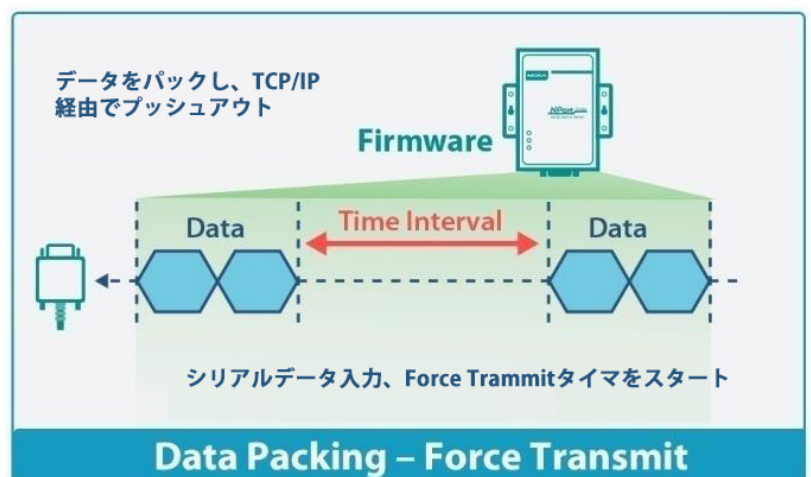 データをパックし、TCP/IP
経由でプッシュアウト
MOXA
NPort
Firmware
Data
Time Interval
Data
シリアルデータ入力、Force Trammitタイマをスタート
Data Packing – Force Transmit